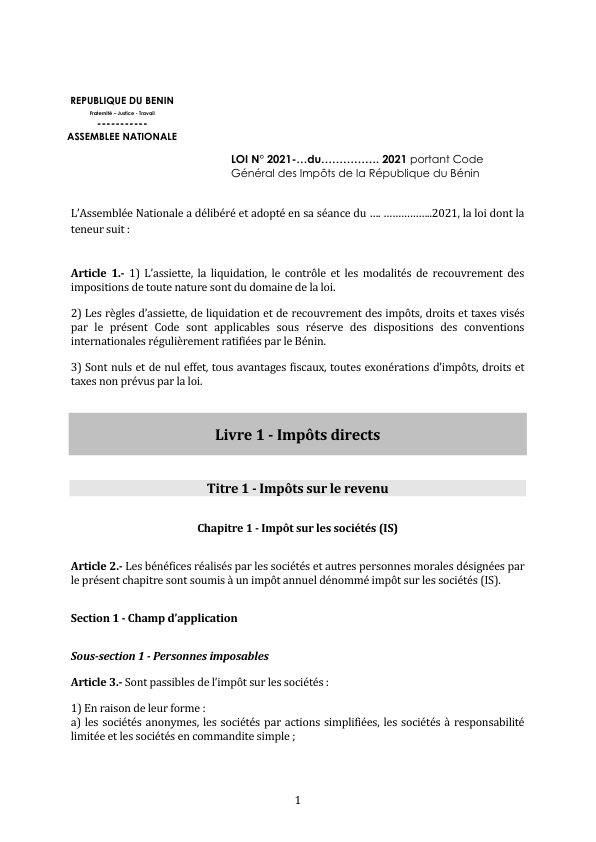 REPUBLIQUE DU BENIN
Fraternité – Justice - Travail
-----------
ASSEMBLEE NATIONALE
LOI N° 2021-…du……………. 2021 portant Code
Général des Impôts de la République du Bénin
L’Assemblée Nationale a délibéré et adopté en sa séance du …. ……………..2021, la loi dont la
teneur suit :
Article 1.- 1) L’assiette, la liquidation, le contrôle et les modalités de recouvrement des
impositions de toute nature sont du domaine de la loi.
2) Les règles d’assiette, de liquidation et de recouvrement des impôts, droits et taxes visés
par le présent Code sont applicables sous réserve des dispositions des conventions
internationales régulièrement ratifiées par le Bénin.
3) Sont nuls et de nul effet, tous avantages fiscaux, toutes exonérations d’impôts, droits et
taxes non prévus par la loi.
Livre 1 - Impôts directs
Titre 1 - Impôts sur le revenu
Chapitre 1 - Impôt sur les sociétés (IS)
Article 2.- Les bénéfices réalisés par les sociétés et autres personnes morales désignées par
le présent chapitre sont soumis à un impôt annuel dénommé impôt sur les sociétés (IS).
Section 1 - Champ d’application
Sous-section 1 - Personnes imposables
Article 3.- Sont passibles de l’impôt sur les sociétés :
1) En raison de leur forme :
a) les sociétés anonymes, les sociétés par actions simplifiées, les sociétés à responsabilité
limitée et les sociétés en commandite simple ;
1